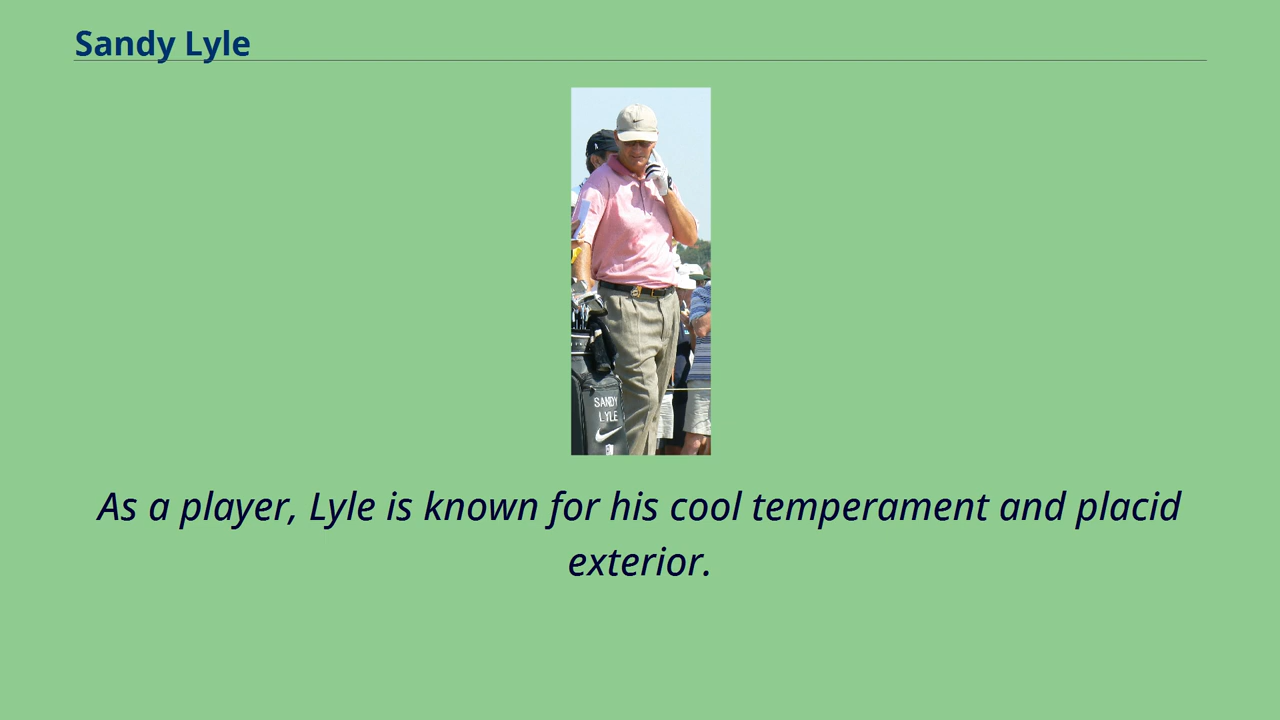 Sandy Lyle
SANDY
LYLE
As a player, Lyle is known for his cool temperament and placid
exterior.